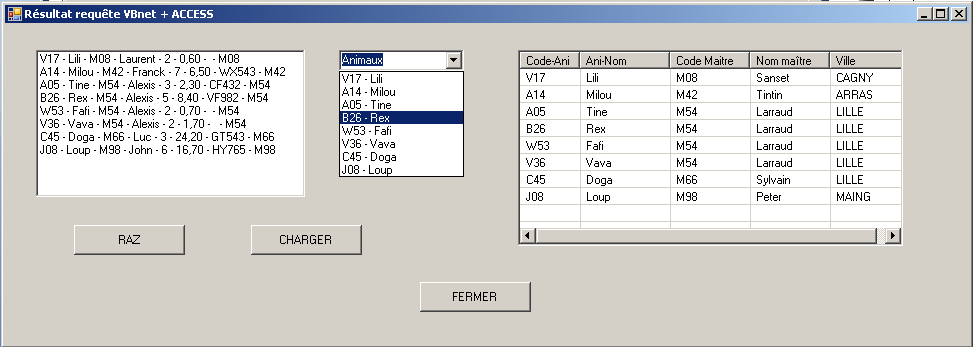 Résultat requête VBnet + ACCESS
V17 - Lili - M08 - Laurent - 2 - 0,60 -  - M08
A14 - Milou - M42 - Franck - 7 - 6,50 - WX543 - M42
A05 - Tine - M54 - Alexis - 3 - 2,30 - CF432 - M54
B26 - Rex - M54 - Alexis - 5 - 8,40 - VF982 - M54
W53 - Fafi - M54 - Alexis - 2 - 0,70 -  - M54
V36 - Vava - M54 - Alexis - 2 - 1,70 -  - M54
C45 - Doga - M66 - Luc - 3 - 24,20 - GT543 - M66
J08 - Loup - M98 - John - 6 - 16,70 - HY765 - M98
Animaux
V17 - Lili
A14 - Milou
A05 - Tine
B26 - Rex
W53 - Fafi
V36 - Vava
C45 - Doga
J08 - Loup
Code-Ani Ani-Nom Code Maitre Nom maître Ville
V17 Lili M08 Sanset CAGNY
A14 Milou M42 Tintin ARRAS
A05 Tine M54 Larraud LILLE
B26 Rex M54 Larraud LILLE
W53 Fafi M54 Larraud LILLE
V36 Vava M54 Larraud LILLE
C45 Doga M66 Sylvain LILLE
J08 Loup M98 Peter MAING
RAZ
CHARGER
FERMER